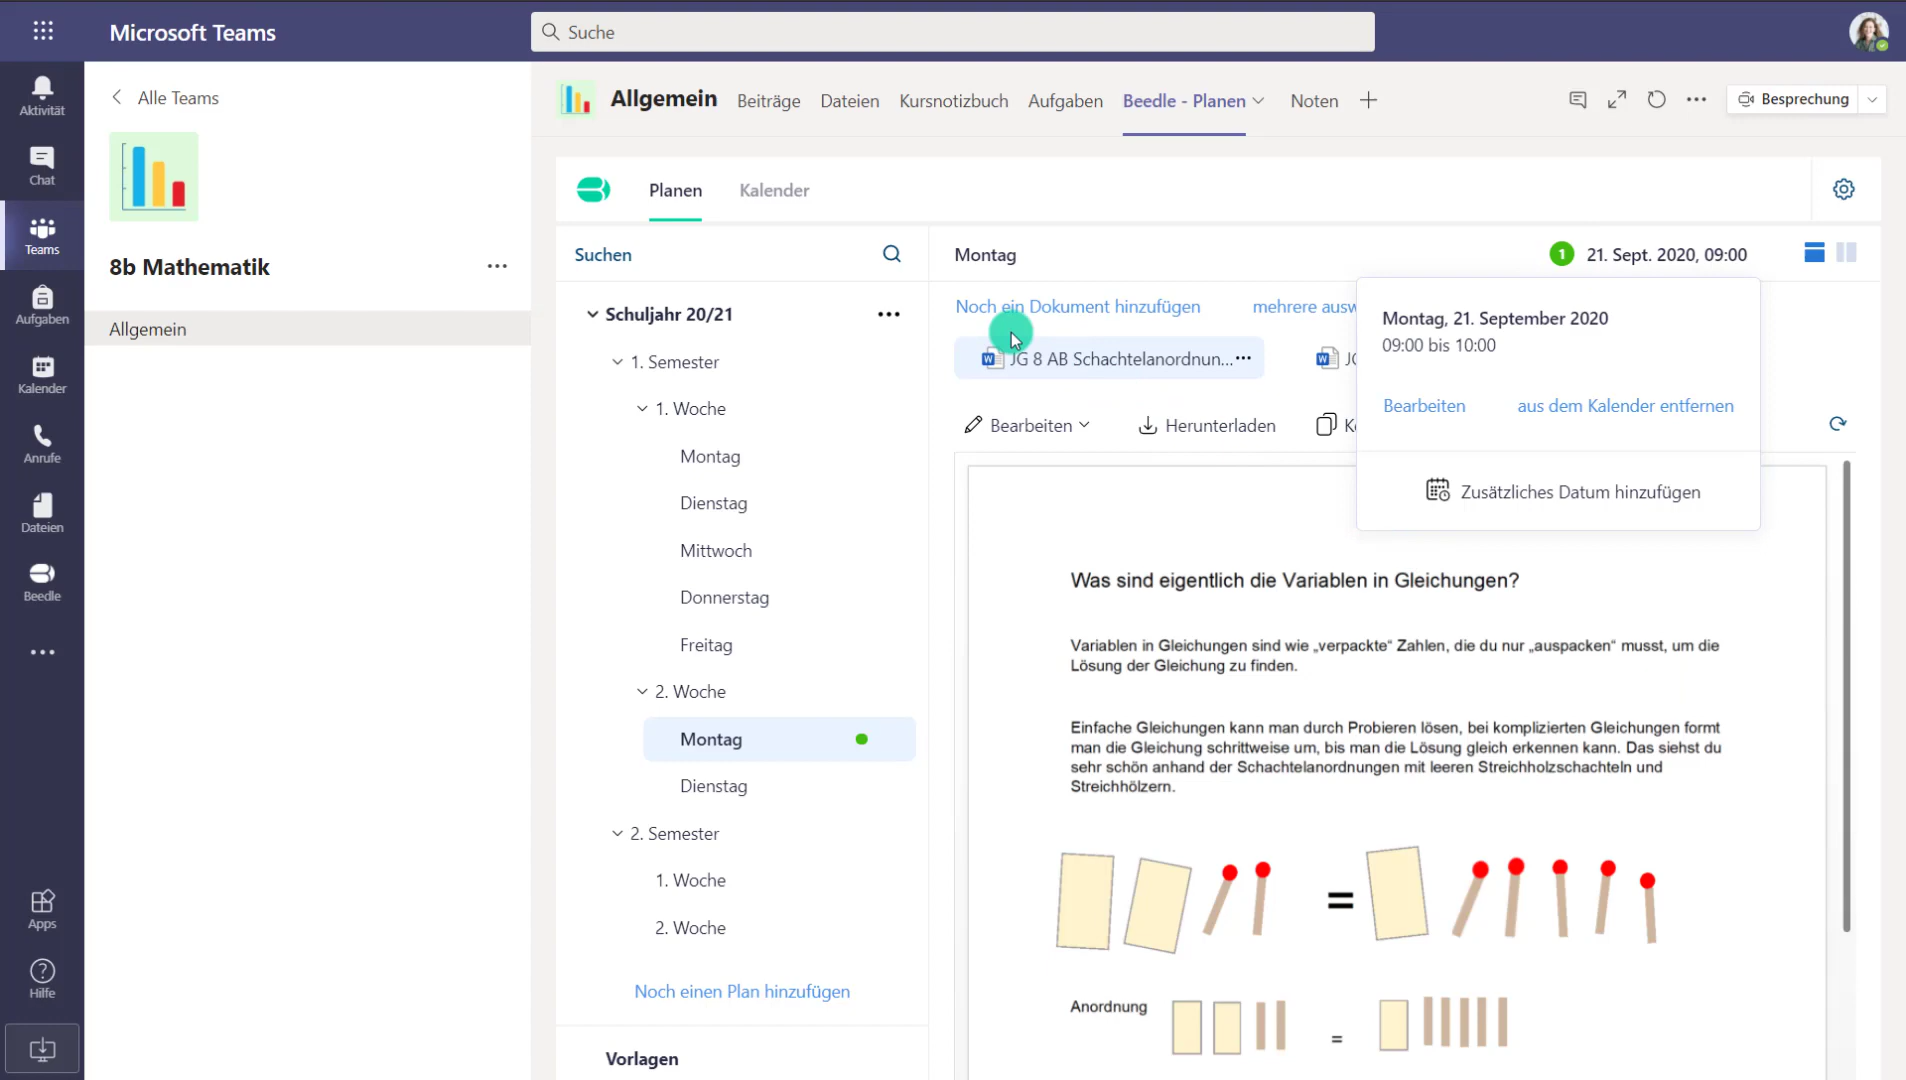 Microsoft Teams
Suche
Aktivität
Chat
Teams
Aufgaben
Kalender
Anrufe
Dateien
Beedle
Apps
Hilfe
Alle Teams
8b Mathematik
Allgemein
Allgemein
Beiträge
Dateien
Kursnotizbuch
Aufgaben
Beedle - Planen
Noten
Besprechung
Planen
Kalender
Suchen
Schuljahr 20/21
1. Semester
1. Woche
Montag
Dienstag
Mittwoch
Donnerstag
Freitag
2. Woche
Montag
Dienstag
2. Semester
1. Woche
2. Woche
Noch einen Plan hinzufügen
Vorlagen
Montag
1
21. Sept. 2020, 09:00
Noch ein Dokument hinzufügen
mehrere ausw
W
JG 8 AB Schachtelanordnun...
W
Bearbeiten
Herunterladen
Montag, 21. September 2020
09:00 bis 10:00
Bearbeiten
aus dem Kalender entfernen
Zusätzliches Datum hinzufügen
Was sind eigentlich die Variablen in Gleichungen?
Variablen in Gleichungen sind wie „verpackte“ Zahlen, die du nur „auspacken“ musst, um die
Lösung der Gleichung zu finden.
Einfache Gleichungen kann man durch Probieren lösen, bei komplizierten Gleichungen formt
man die Gleichung schrittweise um, bis man die Lösung gleich erkennen kann. Das siehst du
sehr schön anhand der Schachtelanordnungen mit leeren Streichholzschachteln und
Streichhölzern.
=
Anordnung
=